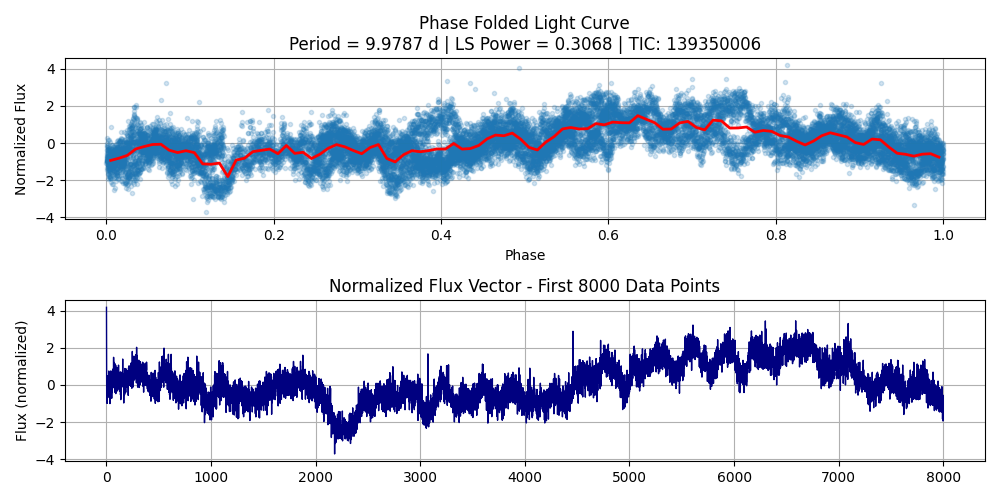 Phase Folded Light Curve
Period = 9.9787 d | LS Power = 0.3068 | TIC: 139350006
Normalized Flux
4
2
0
−2
−4
0.0 0.2 0.4 0.6 0.8 1.0
Phase
Normalized Flux Vector - First 8000 Data Points
Flux (normalized)
4
2
0
−2
−4
0 1000 2000 3000 4000 5000 6000 7000 8000